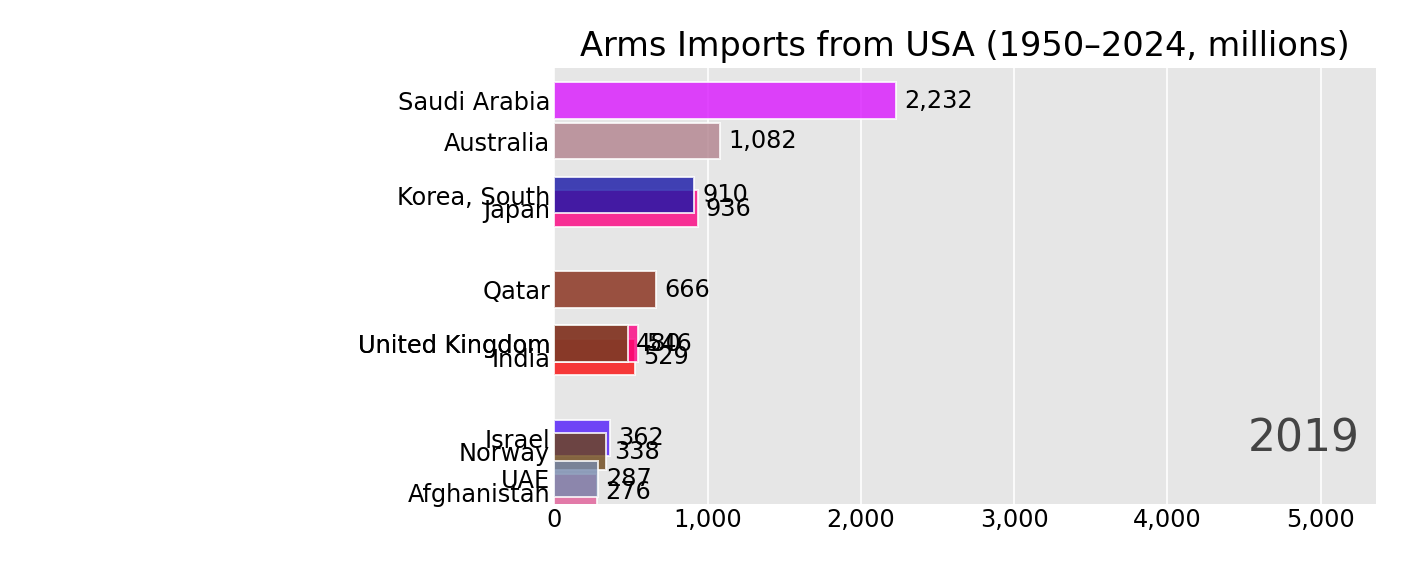 Arms Imports from USA (1950–2024, millions)
Saudi Arabia 2,232
Australia 1,082
Korea, South 910
Japan 936
Qatar 666
United Kingdom 480 546
India 529
Israel 362
Norway 338
UAE 287
Afghanistan 276
2019
0 1,000 2,000 3,000 4,000 5,000